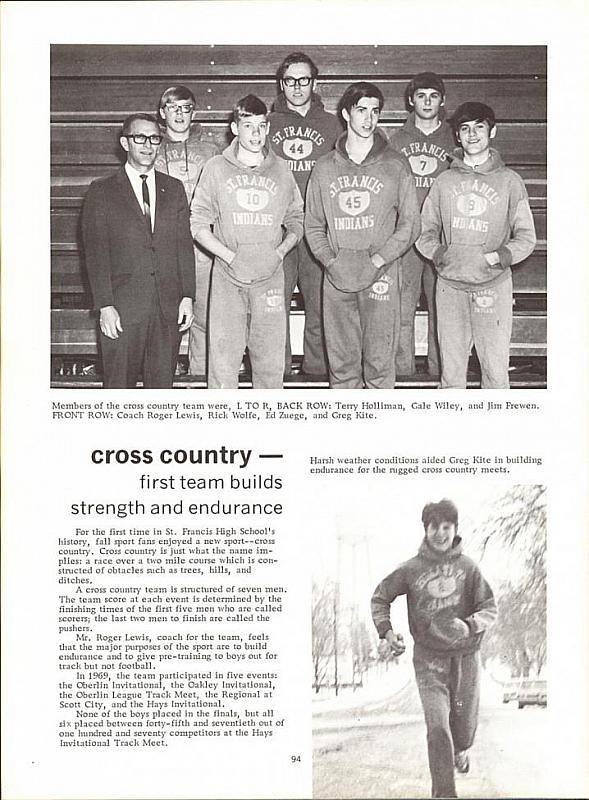 ST. FRANCIS
44
INDIANS
ST. FRANCIS
10
INDIANS
ST. FRANCIS
45
INDIANS
ST. FRANCIS
7
INDIANS
ST. FRANCIS
INDIANS
45
Members of the cross country team were, L TO R, BACK ROW: Terry Holliman, Gale Wiley, and Jim Frewen.
FRONT ROW: Coach Roger Lewis, Rick Wolfe, Ed Zuege, and Greg Kite.
cross country —
first team builds
strength and endurance
For the first time in St. Francis High School's
history, fall sport fans enjoyed a new sport--cross
country. Cross country is just what the name im-
plies: a race over a two mile course which is con-
structed of obtacles such as trees, hills, and
ditches.
A cross country team is structured of seven men.
The team score at each event is determined by the
finishing times of the first five men who are called
scorers; the last two men to finish are called the
pushers.
Mr. Roger Lewis, coach for the team, feels
that the major purposes of the sport are to build
endurance and to give pre-training to boys out for
track but not football.
In 1969, the team participated in five events:
the Oberlin Invitational, the Oakley Invitational,
the Oberlin League Track Meet, the Regional at
Scott City, and the Hays Invitational.
None of the boys placed in the finals, but all
six placed between forty-fifth and seventieth out of
one hundred and seventy competitors at the Hays
Invitational Track Meet.
Harsh weather conditions aided Greg Kite in building
endurance for the rugged cross country meets.
94